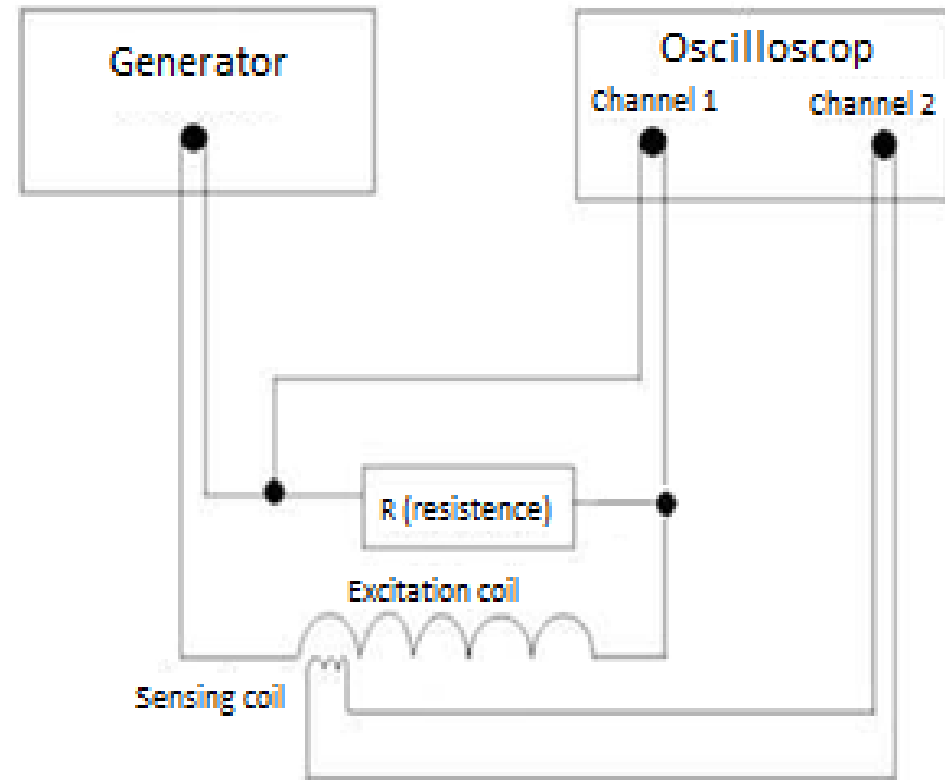 Generator
Oscilloscop
Channel 1
Channel 2
R (resistence)
Excitation coil
Sensing coil